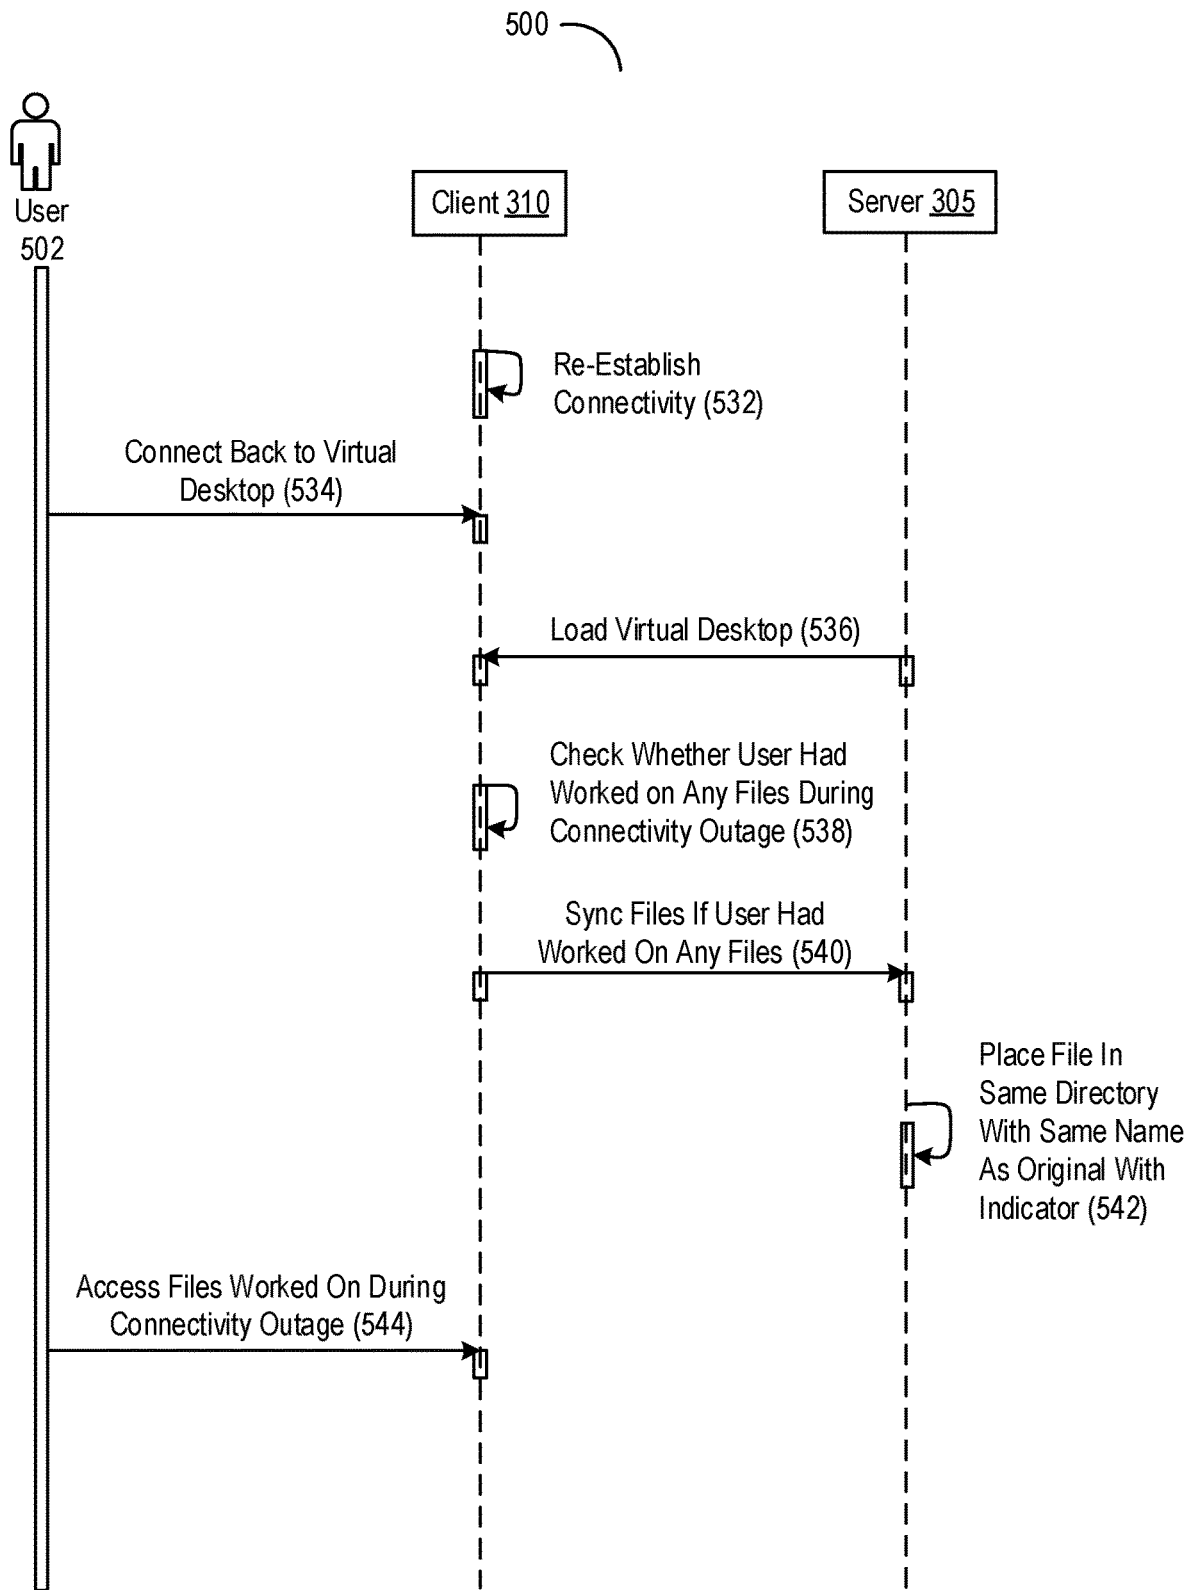 500
User
502
Client 310
Server 305
Re-Establish
Connectivity (532)
Connect Back to Virtual
Desktop (534)
Load Virtual Desktop (536)
Check Whether User Had
Worked on Any Files During
Connectivity Outage (538)
Sync Files If User Had
Worked On Any Files (540)
Place File In
Same Directory
With Same Name
As Original With
Indicator (542)
Access Files Worked On During
Connectivity Outage (544)